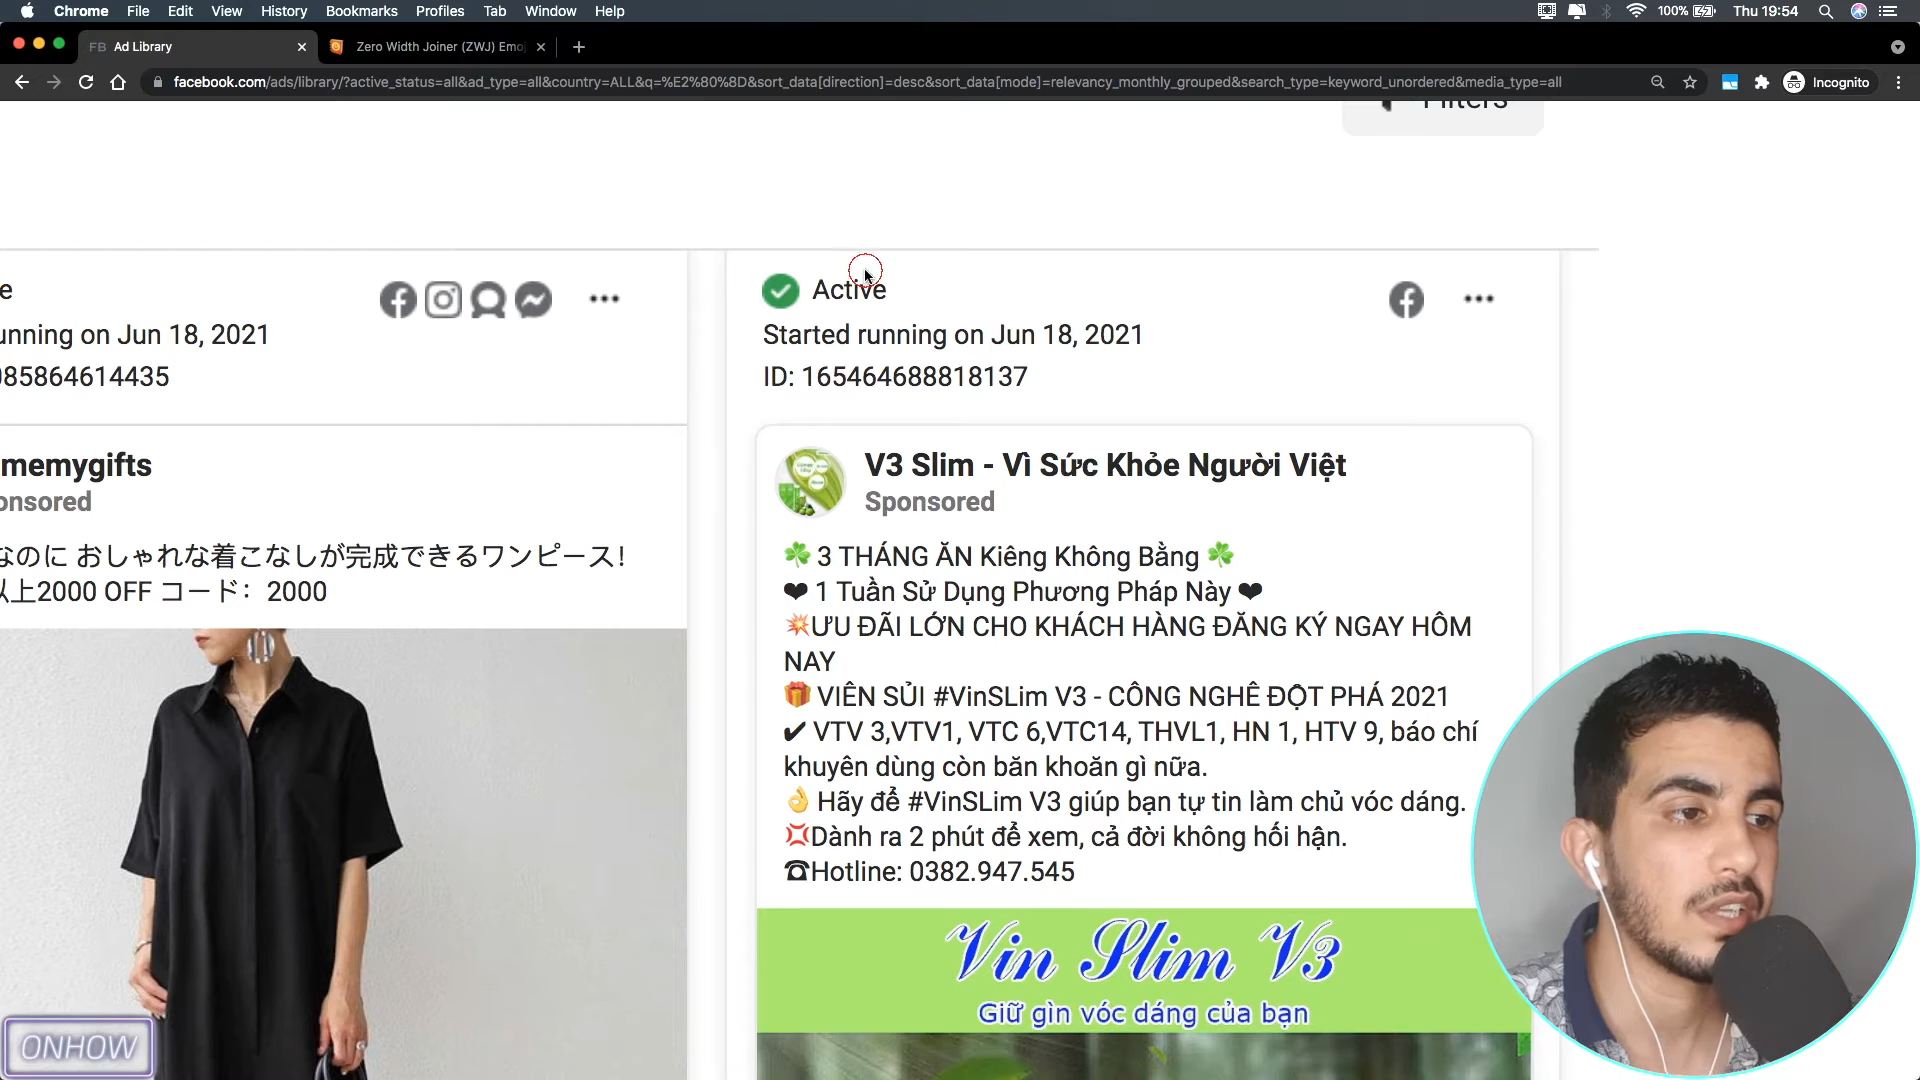 Chrome File Edit View History Bookmarks Profiles Tab Window Help 100% Thu 19:54
FB Ad Library Zero Width Joiner (ZWJ) Emo
facebook.com/ads/library/?active_status=all&ad_type=all&country=ALL&q=%E2%80%8D&sort_data[direction]=desc&sort_data[mode]=relevancy_monthly_grouped&search_type=keyword_unordered&media_type=all Incognito
Filters
e
unning on Jun 18, 2021
085864614435
memygifts
onsored
なのに おしゃれな着こなしが完成できるワンピース!
以上2000 OFF コード: 2000
Active
Started running on Jun 18, 2021
ID: 165464688818137
V3 Slim - Vì Sức Khỏe Người Việt
Sponsored
☘ 3 THÁNG ĂN Kiêng Không Bằng ☘
❤ 1 Tuần Sử Dụng Phương Pháp Này ❤
💥ƯU ĐÃI LỚN CHO KHÁCH HÀNG ĐĂNG KÝ NGAY HÔM
NAY
🎁 VIÊN SỦI #VinSLim V3 - CÔNG NGHÊ ĐỘT PHÁ 2021
✔ VTV 3,VTV1, VTC 6,VTC14, THVL1, HN 1, HTV 9, báo chí
khuyên dùng còn băn khoăn gì nữa.
👌 Hãy để #VinSLim V3 giúp bạn tự tin làm chủ vóc dáng.
💢Dành ra 2 phút để xem, cả đời không hối hận.
☎Hotline: 0382.947.545
Vin Slim V3
Giữ gìn vóc dáng của bạn
ONHOW